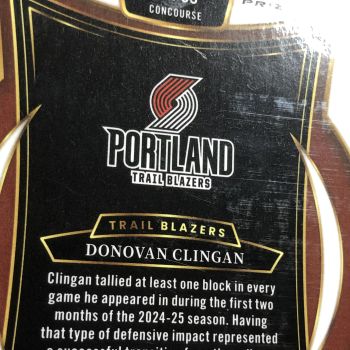 CONCOURSE
PORTLAND
TRAIL BLAZERS
TRAIL BLAZERS
DONOVAN CLINGAN
Clingan tallied at least one block in every
game he appeared in during the first two
months of the 2024-25 season. Having
that type of defensive impact represented